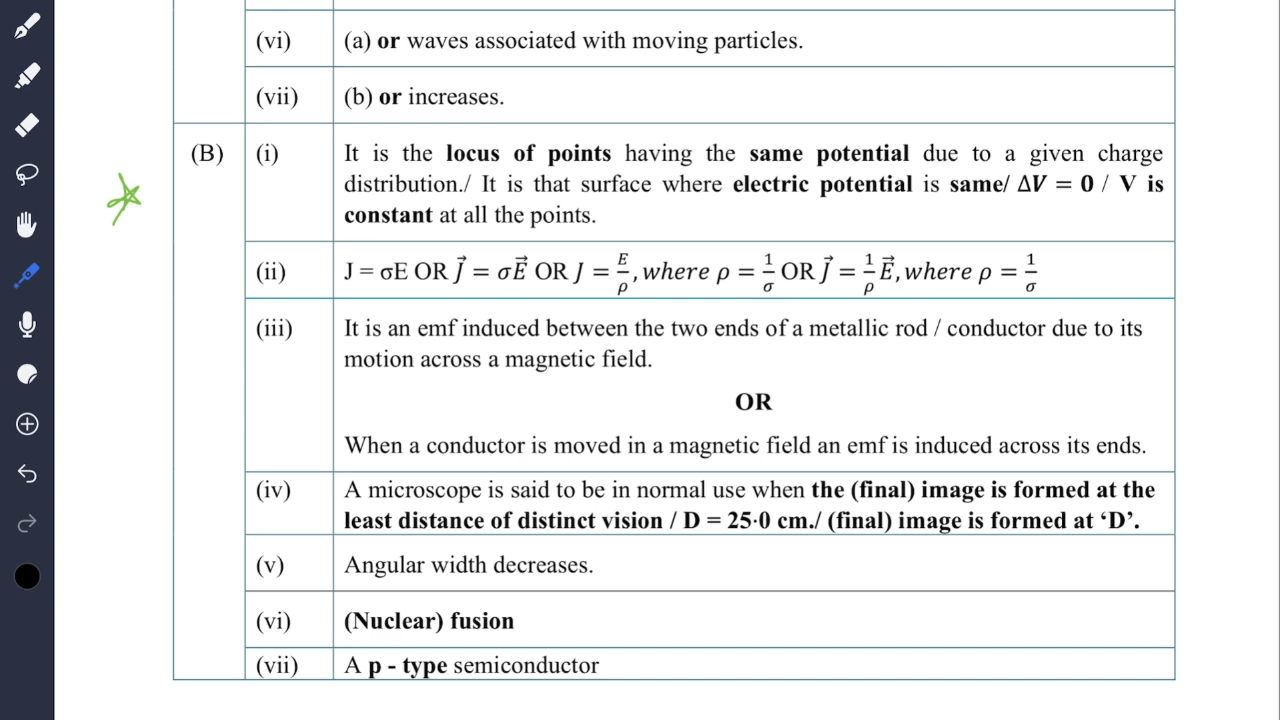 (vi) (a) or waves associated with moving particles.
(vii) (b) or increases.
(B) (i) It is the locus of points having the same potential due to a given charge
distribution./ It is that surface where electric potential is same/ ΔV = 0 / V is
constant at all the points.
(ii) J = σE OR J⃗ = σE⃗ OR J = E/ρ, where ρ = 1/σ OR J⃗ = 1/ρ E⃗, where ρ = 1/σ
(iii) It is an emf induced between the two ends of a metallic rod / conductor due to its
motion across a magnetic field.
OR
When a conductor is moved in a magnetic field an emf is induced across its ends.
(iv) A microscope is said to be in normal use when the (final) image is formed at the
least distance of distinct vision / D = 25·0 cm./ (final) image is formed at ‘D’.
(v) Angular width decreases.
(vi) (Nuclear) fusion
(vii) A p - type semiconductor